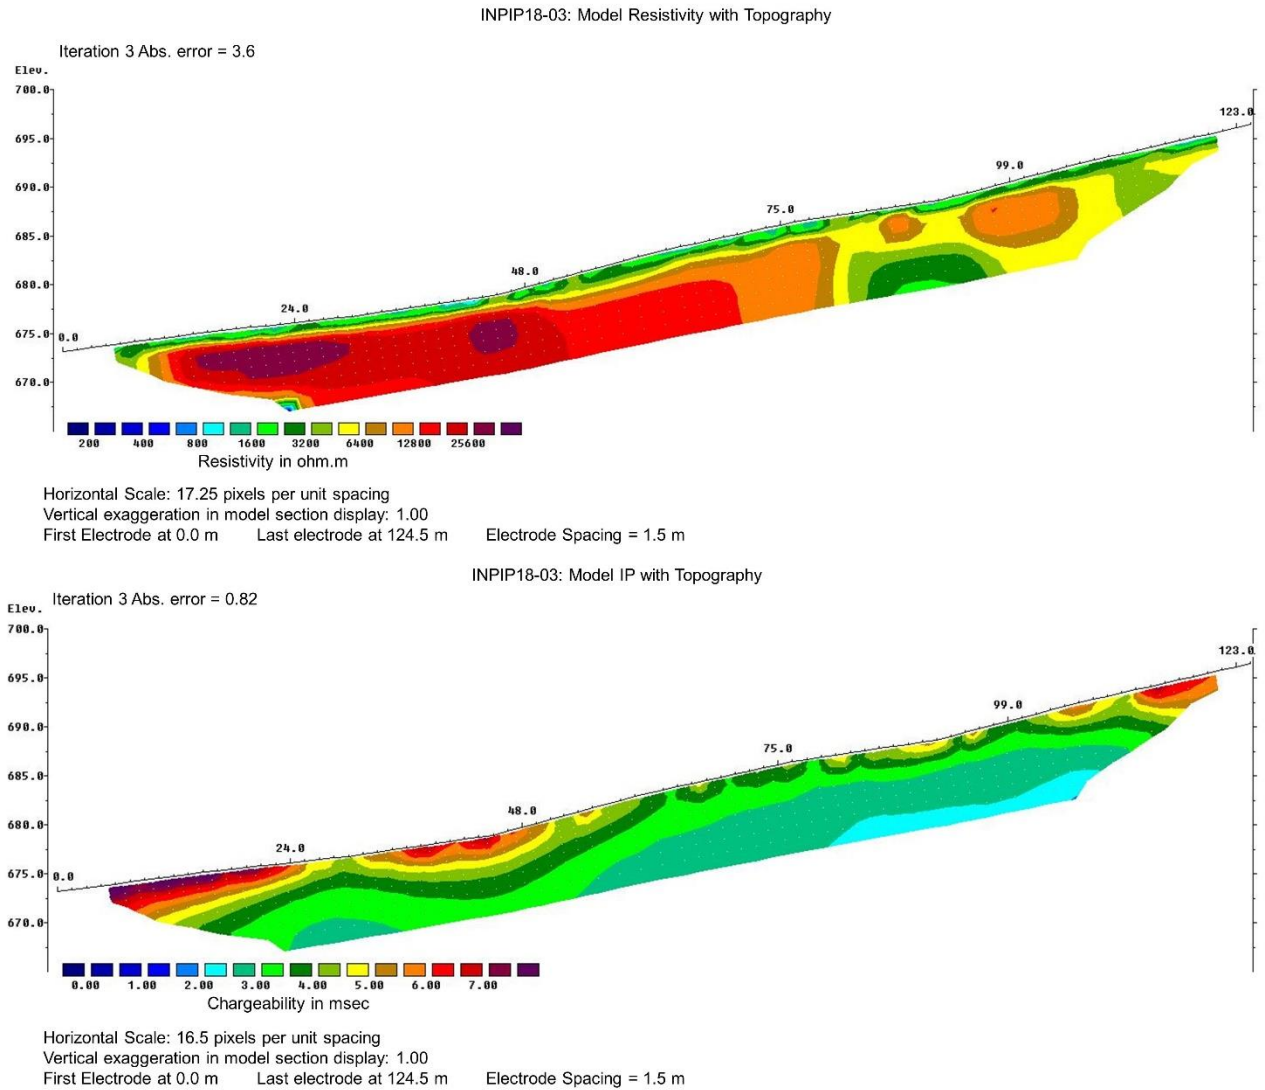 INPIP18-03: Model Resistivity with Topography
Iteration 3 Abs. error = 3.6
Elev.
700.0
123.0
695.0
99.0
690.0
75.0
685.0
48.0
680.0
24.0
675.0
0.0
670.0
200 400 800 1600 3200 6400 12800 25600
Resistivity in ohm.m
Horizontal Scale: 17.25 pixels per unit spacing
Vertical exaggeration in model section display: 1.00
First Electrode at 0.0 m Last electrode at 124.5 m Electrode Spacing = 1.5 m
INPIP18-03: Model IP with Topography
Iteration 3 Abs. error = 0.82
Elev.
700.0
123.0
695.0
99.0
690.0
75.0
685.0
48.0
680.0
24.0
675.0
0.0
670.0
0.00 1.00 2.00 3.00 4.00 5.00 6.00 7.00
Chargeability in msec
Horizontal Scale: 16.5 pixels per unit spacing
Vertical exaggeration in model section display: 1.00
First Electrode at 0.0 m Last electrode at 124.5 m Electrode Spacing = 1.5 m